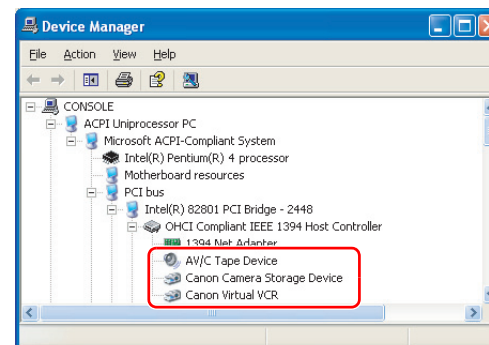 Device Manager
File Action View Help
CONSOLE
ACPI Uniprocessor PC
Microsoft ACPI-Compliant System
Intel(R) Pentium(R) 4 processor
Motherboard resources
PCI bus
Intel(R) 82801 PCI Bridge - 2448
OHCI Compliant IEEE 1394 Host Controller
1394 Net Adapter
AV/C Tape Device
Canon Camera Storage Device
Canon Virtual VCR